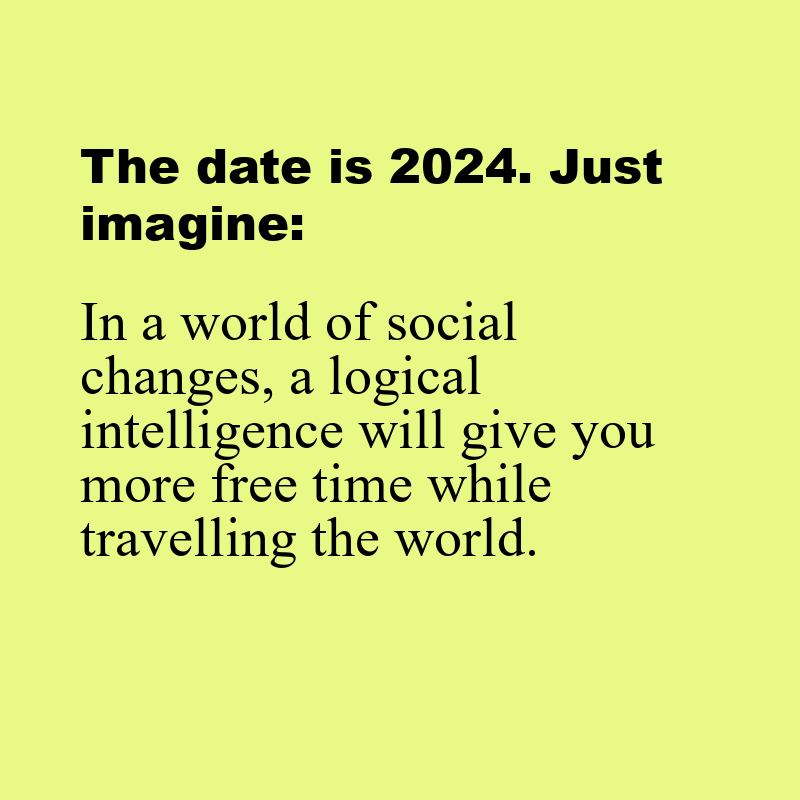 The date is 2024. Just
imagine:
In a world of social
changes, a logical
intelligence will give you
more free time while
travelling the world.